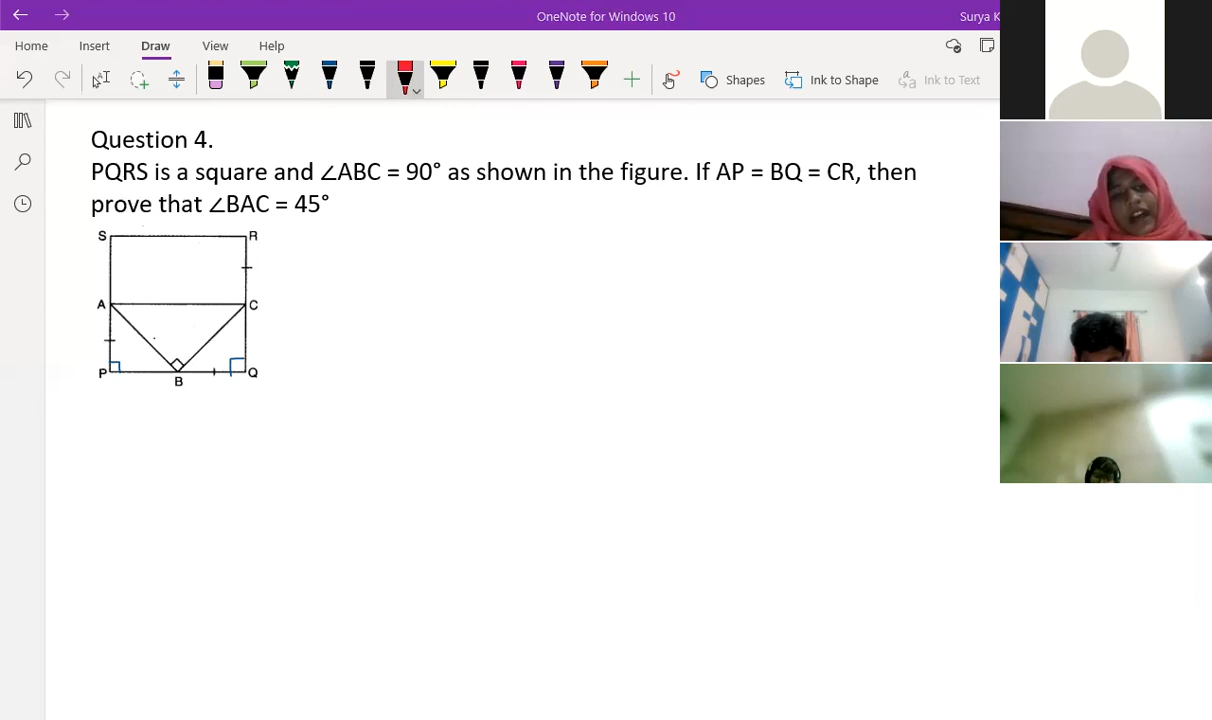 OneNote for Windows 10
Surya K
Home Insert Draw View Help
Shapes Ink to Shape Ink to Text
Question 4.
PQRS is a square and ∠ABC = 90° as shown in the figure. If AP = BQ = CR, then
prove that ∠BAC = 45°
S R
A C
P B Q